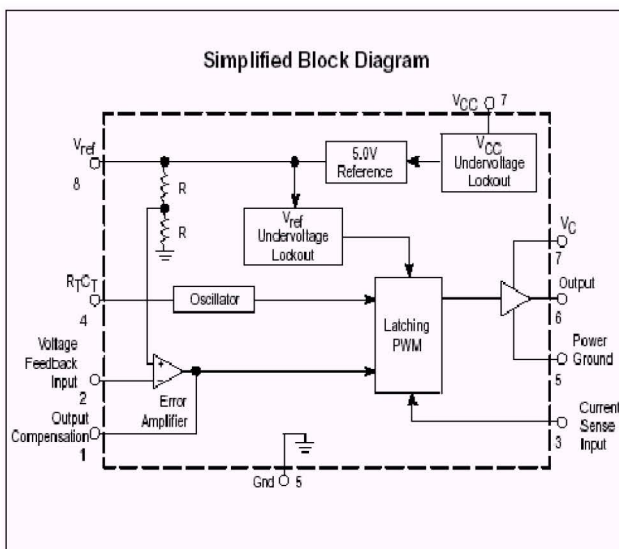 Simplified Block Diagram
VCC 7
Vref
8
R
R
5.0V
Reference
VCC
Undervoltage
Lockout
Vref
Undervoltage
Lockout
VC
7
RTCT
4
Oscillator
Latching
PWM
Output
6
Voltage
Feedback
Input
2
+
−
Error
Amplifier
Power
Ground
5
Output
Compensation
1
Current
Sense
Input
3
Gnd 5